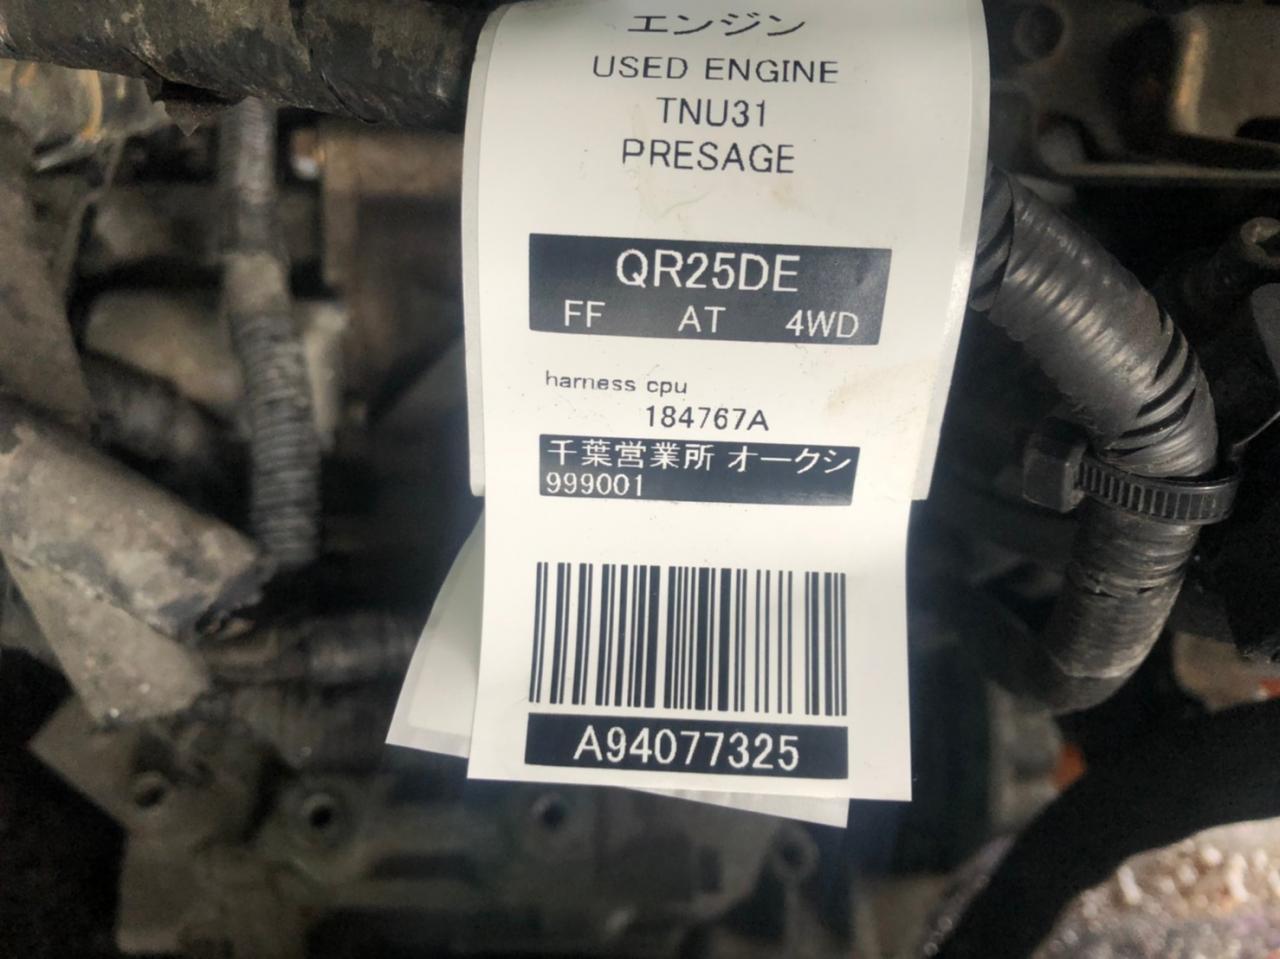 エンジン
USED ENGINE
TNU31
PRESAGE
QR25DE
FF AT 4WD
harness cpu
184767A
千葉営業所 オークシ
999001
A94077325